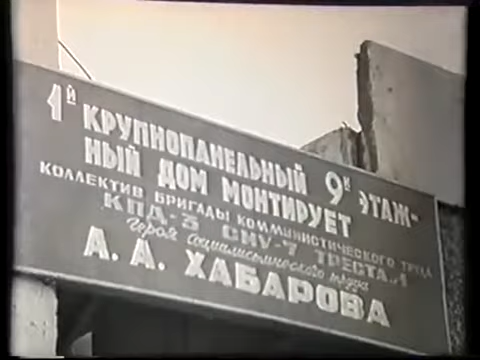 1й КРУПНОПАНЕЛЬНЫЙ 9и ЭТАЖ-
НЫЙ ДОМ МОНТИРУЕТ
КОЛЛЕКТИВ БРИГАДЫ КОММУНИСТИЧЕСКОГО ТРУДА
КПД-3 СМУ-7 ТРЕСТА-1
Героя социалистического труда
А. А. ХАБАРОВА